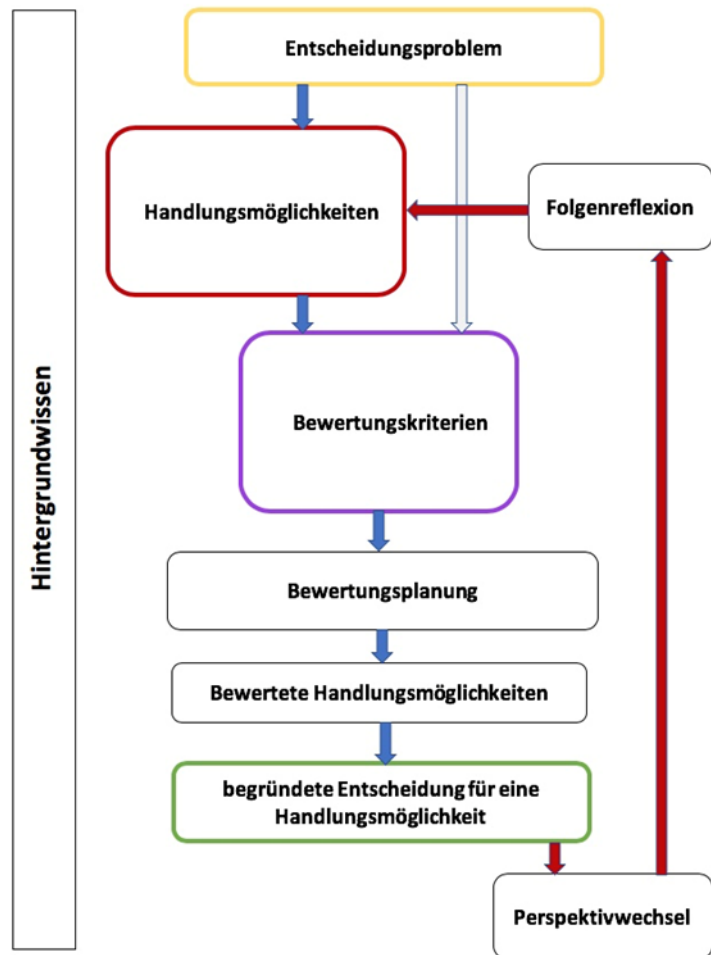 Entscheidungsproblem
Handlungsmöglichkeiten
Folgenreflexion
Bewertungskriterien
Hintergrundwissen
Bewertungsplanung
Bewertete Handlungsmöglichkeiten
begründete Entscheidung für eine
Handlungsmöglichkeit
Perspektivwechsel